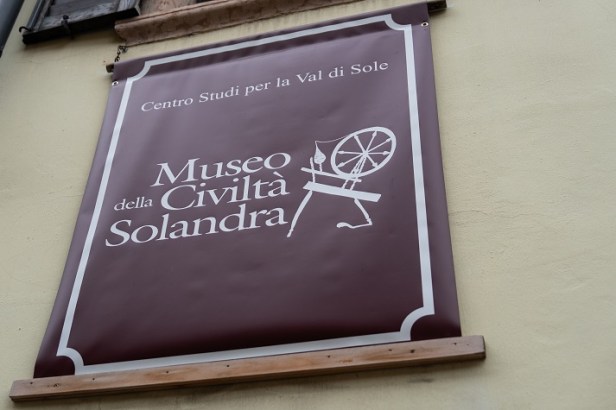 Centro Studi per la Val di Sole
Museo
della Civiltà
Solandra